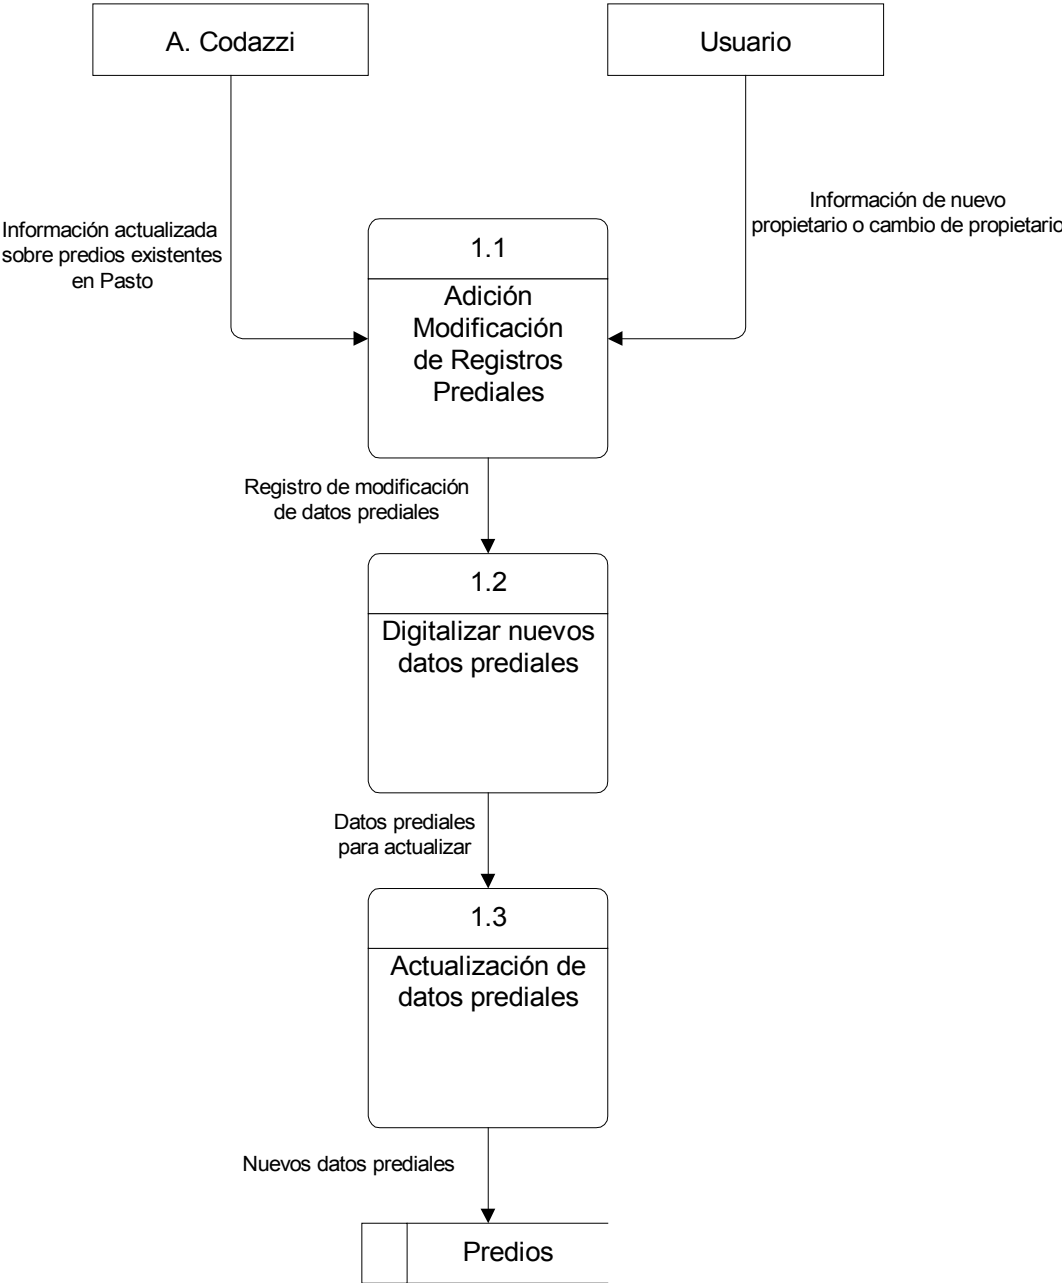 A. Codazzi
Usuario
Información actualizada
sobre predios existentes
en Pasto
Información de nuevo
propietario o cambio de propietario
1.1
Adición
Modificación
de Registros
Prediales
Registro de modificación
de datos prediales
1.2
Digitalizar nuevos
datos prediales
Datos prediales
para actualizar
1.3
Actualización de
datos prediales
Nuevos datos prediales
Predios